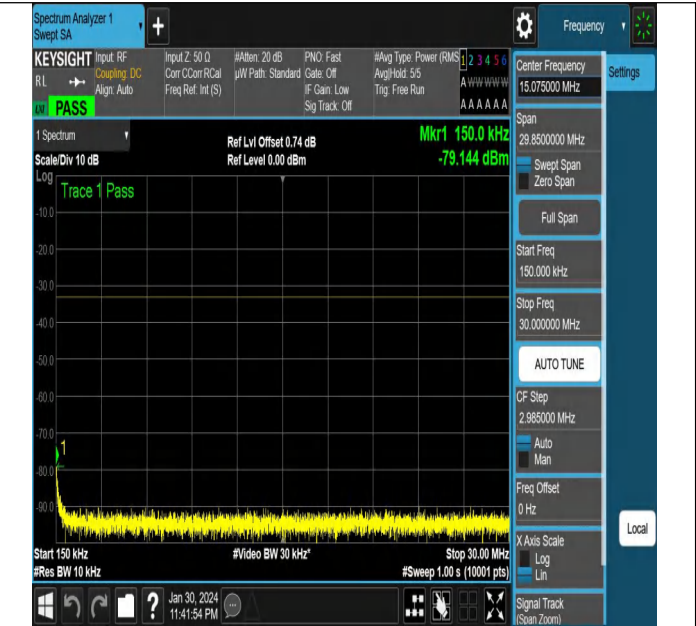 Spectrum Analyzer 1
Swept SA
+
Frequency
KEYSIGHT
RL
Input: RF
Coupling: DC
Align: Auto
Input Z: 50 Ω
Corr CCorr RCal
Freq Ref: Int (S)
#Atten: 20 dB
µW Path: Standard
PNO: Fast
Gate: Off
IF Gain: Low
Sig Track: Off
#Avg Type: Power (RMS
Avg|Hold: 5/5
Trig: Free Run
1 2 3 4 5 6
A W W W W W
A A A A A A
PASS
1 Spectrum
Scale/Div 10 dB
Ref Lvl Offset 0.74 dB
Ref Level 0.00 dBm
Mkr1 150.0 kHz
-79.144 dBm
Log
Trace 1 Pass
-10.0
-20.0
-30.0
-40.0
-50.0
-60.0
-70.0
1
-80.0
-90.0
Start 150 kHz
#Res BW 10 kHz
#Video BW 30 kHz*
Stop 30.00 MHz
#Sweep 1.00 s (10001 pts)
Center Frequency
15.075000 MHz
Settings
Span
29.8500000 MHz
Swept Span
Zero Span
Full Span
Start Freq
150.000 kHz
Stop Freq
30.000000 MHz
AUTO TUNE
CF Step
2.985000 MHz
Auto
Man
Freq Offset
0 Hz
X Axis Scale
Log
Lin
Signal Track
(Span Zoom)
Local
?
Jan 30, 2024
11:41:54 PM